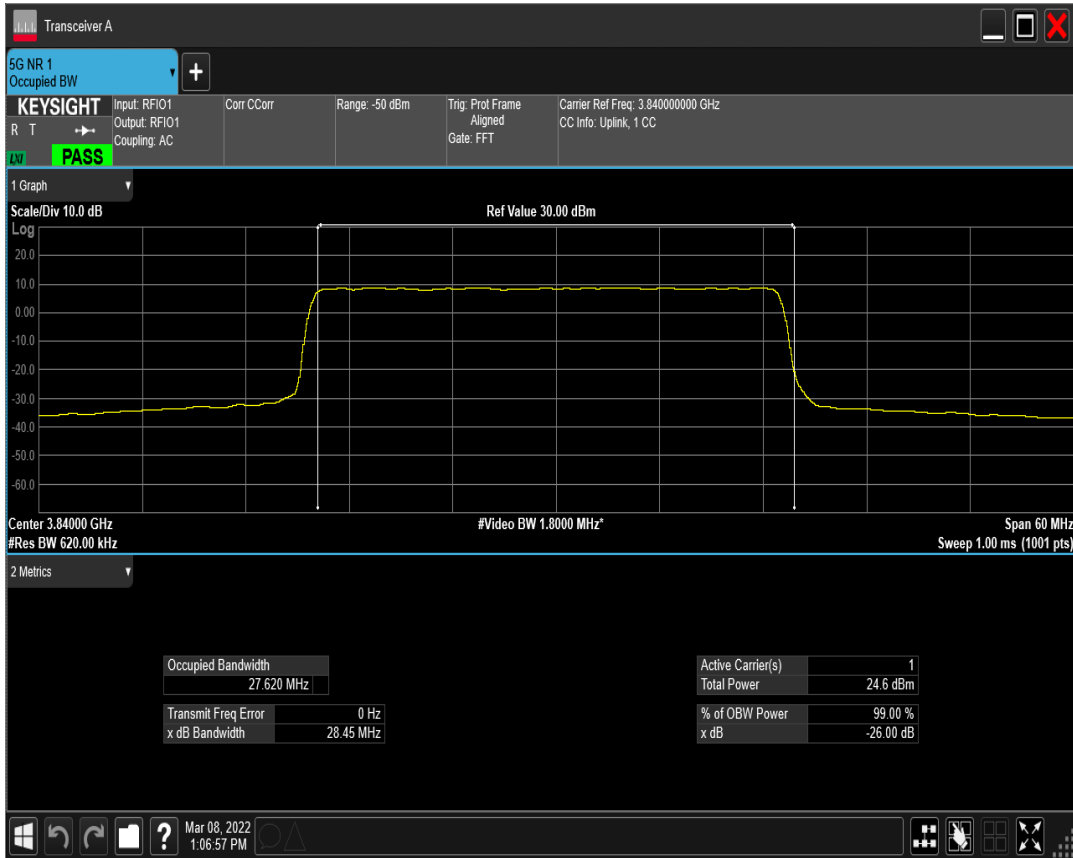 Transceiver A
5G NR 1
Occupied BW
+
KEYSIGHT
R T
LXI
PASS
Input: RFIO1
Output: RFIO1
Coupling: AC
Corr CCorr
Range: -50 dBm
Trig: Prot Frame
Aligned
Gate: FFT
Carrier Ref Freq: 3.840000000 GHz
CC Info: Uplink, 1 CC
1 Graph
Scale/Div 10.0 dB
Ref Value 30.00 dBm
Log
20.0
10.0
0.00
-10.0
-20.0
-30.0
-40.0
-50.0
-60.0
Center 3.84000 GHz
#Video BW 1.8000 MHz*
Span 60 MHz
#Res BW 620.00 kHz
Sweep 1.00 ms (1001 pts)
2 Metrics
Occupied Bandwidth
27.620 MHz
Transmit Freq Error 0 Hz
x dB Bandwidth 28.45 MHz
Active Carrier(s) 1
Total Power 24.6 dBm
% of OBW Power 99.00 %
x dB -26.00 dB
?
Mar 08, 2022
1:06:57 PM